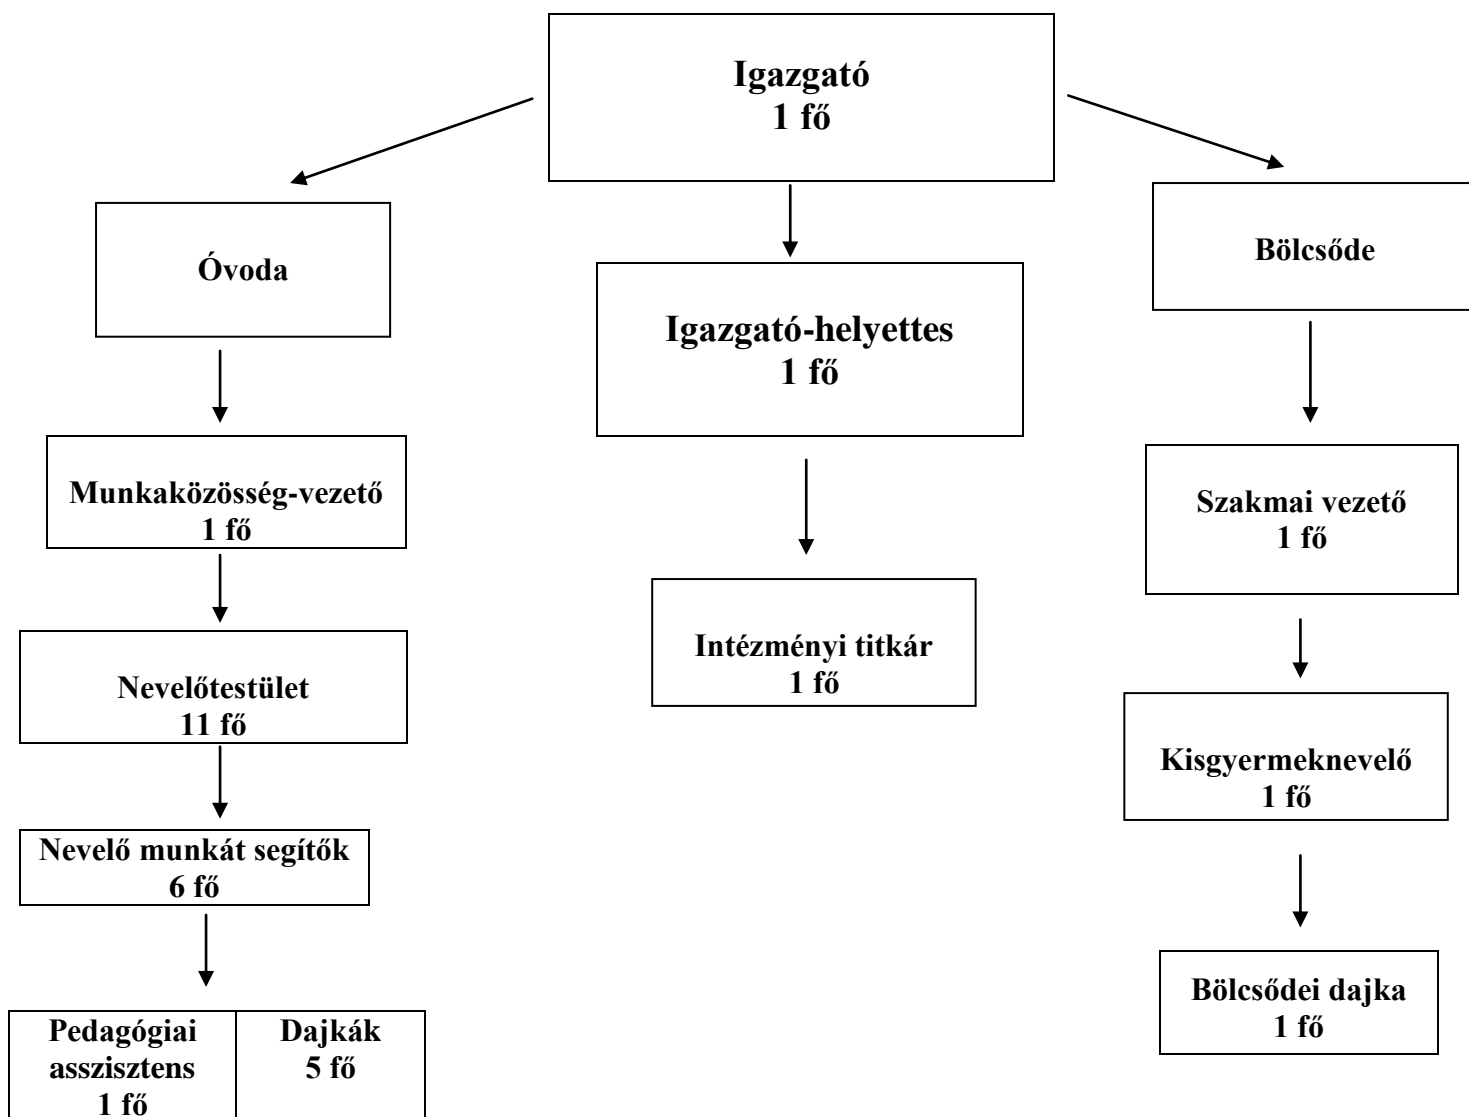 Igazgató
1 fő
Óvoda
Munkaközösség-vezető
1 fő
Nevelőtestület
11 fő
Nevelő munkát segítők
6 fő
Pedagógiai
asszisztens
1 fő
Dajkák
5 fő
Igazgató-helyettes
1 fő
Intézményi titkár
1 fő
Bölcsőde
Szakmai vezető
1 fő
Kisgyermeknevelő
1 fő
Bölcsődei dajka
1 fő